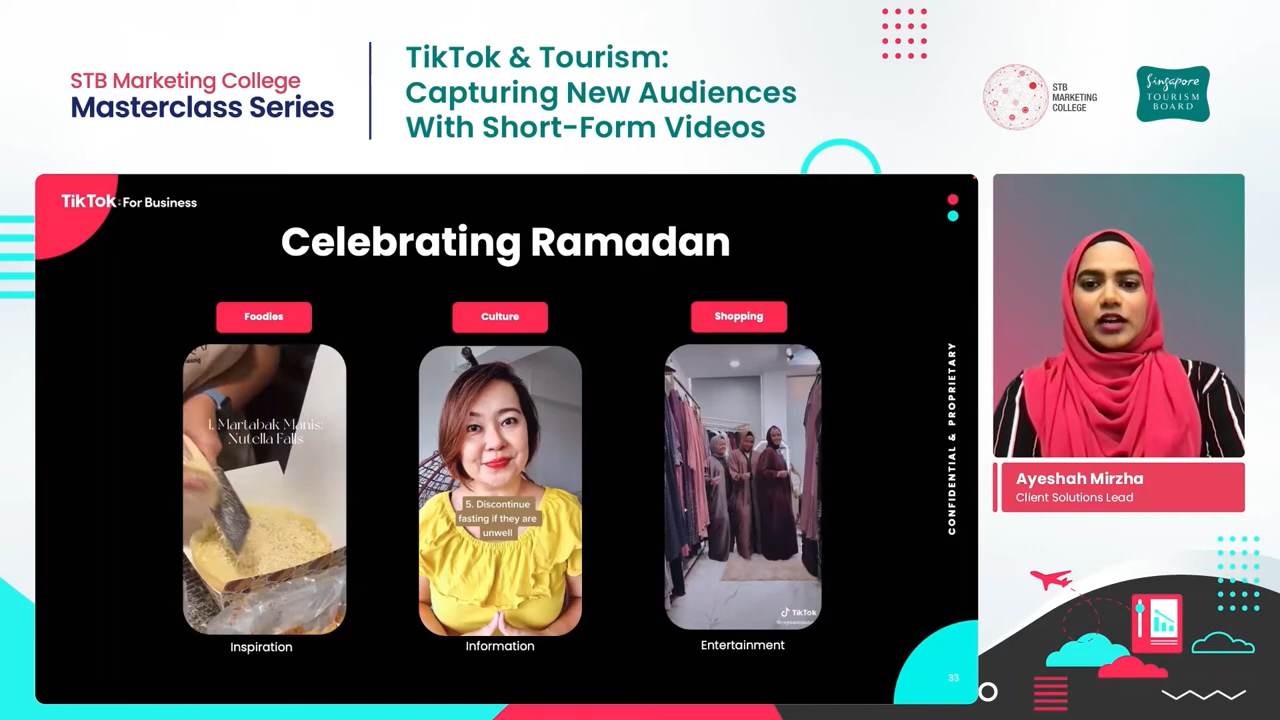 STB Marketing College
Masterclass Series
TikTok & Tourism:
Capturing New Audiences
With Short-Form Videos
STB
MARKETING
COLLEGE
Singapore
TOURISM
BOARD
TikTok: For Business
Celebrating Ramadan
Foodies
Culture
Shopping
1. Martabak Manis:
Nutella Falls
5. Discontinue
fasting if they are
unwell
TikTok
Inspiration
Information
Entertainment
CONFIDENTIAL & PROPRIETARY
33
Ayeshah Mirzha
Client Solutions Lead